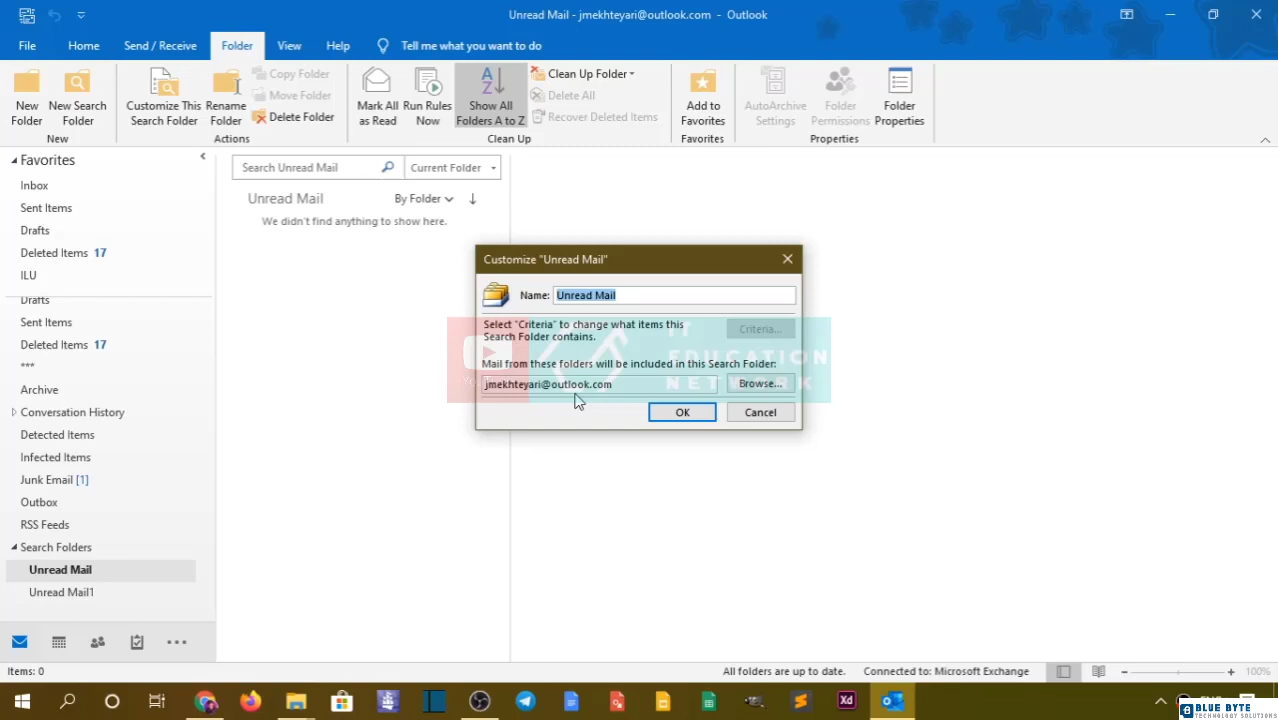 Unread Mail - jmekhteyari@outlook.com - Outlook
File Home Send / Receive Folder View Help Tell me what you want to do
New Folder
New Search Folder
New
Customize This Search Folder
Rename Folder
Copy Folder
Move Folder
Delete Folder
Actions
Mark All as Read
Run Rules Now
Show All Folders A to Z
Clean Up Folder
Delete All
Recover Deleted Items
Clean Up
Add to Favorites
Favorites
AutoArchive Settings
Folder Permissions
Folder Properties
Properties
Favorites
Inbox
Sent Items
Drafts
Deleted Items 17
ILU
Drafts
Sent Items
Deleted Items 17
***
Archive
Conversation History
Detected Items
Infected Items
Junk Email [1]
Outbox
RSS Feeds
Search Folders
Unread Mail
Unread Mail1
Search Unread Mail Current Folder
Unread Mail By Folder
We didn't find anything to show here.
Customize "Unread Mail"
Name: Unread Mail
Select "Criteria" to change what items this
Search Folder contains.
Criteria...
Mail from these folders will be included in this Search Folder:
jmekhteyari@outlook.com Browse...
OK Cancel
IT
EDUCATION
NETWORK
Items: 0 All folders are up to date. Connected to: Microsoft Exchange 100%
Xd
BLUE BYTE
TECHNOLOGY SOLUTIONS